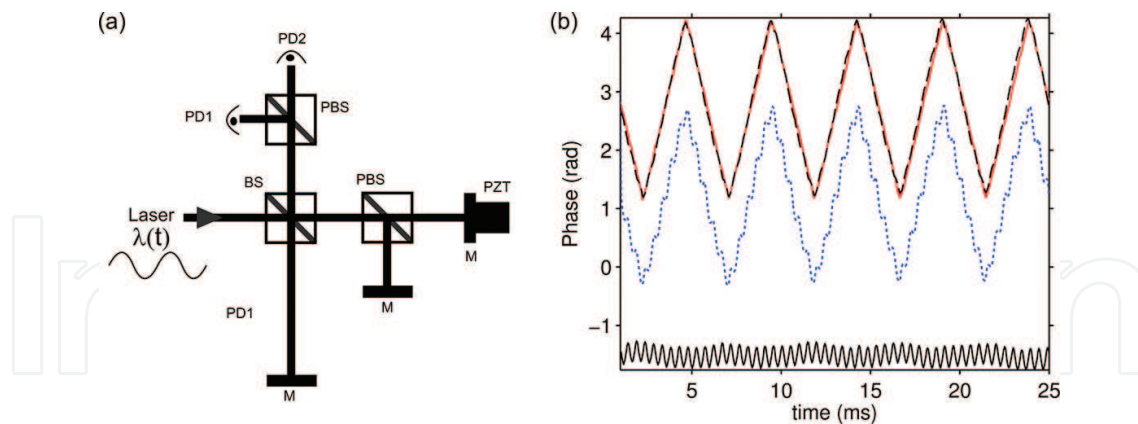 (a)
PD2
PBS
PD1
BS
PBS
PZT
Laser
λ(t)
M
M
PD1
M
(b)
Phase (rad)
4
3
2
1
0
−1
5
10
15
20
25
time (ms)